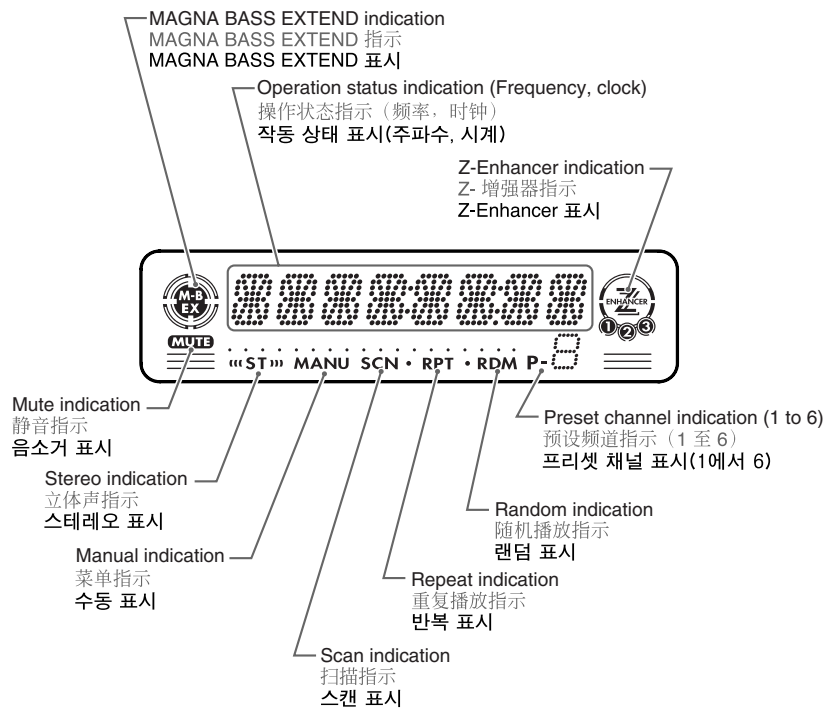 MAGNA BASS EXTEND indication
MAGNA BASS EXTEND 指示
MAGNA BASS EXTEND 표시
Operation status indication (Frequency, clock)
操作状态指示（频率，时钟）
작동 상태 표시(주파수, 시계)
Z-Enhancer indication
Z- 增强器指示
Z-Enhancer 표시
M-B
EX
ENHANCER
1 2 3
MUTE
ST MANU SCN • RPT • RDM P-
Mute indication
静音指示
음소거 표시
Preset channel indication (1 to 6)
预设频道指示（1 至 6）
프리셋 채널 표시(1에서 6)
Stereo indication
立体声指示
스테레오 표시
Random indication
随机播放指示
랜덤 표시
Manual indication
菜单指示
수동 표시
Repeat indication
重复播放指示
반복 표시
Scan indication
扫描指示
스캔 표시